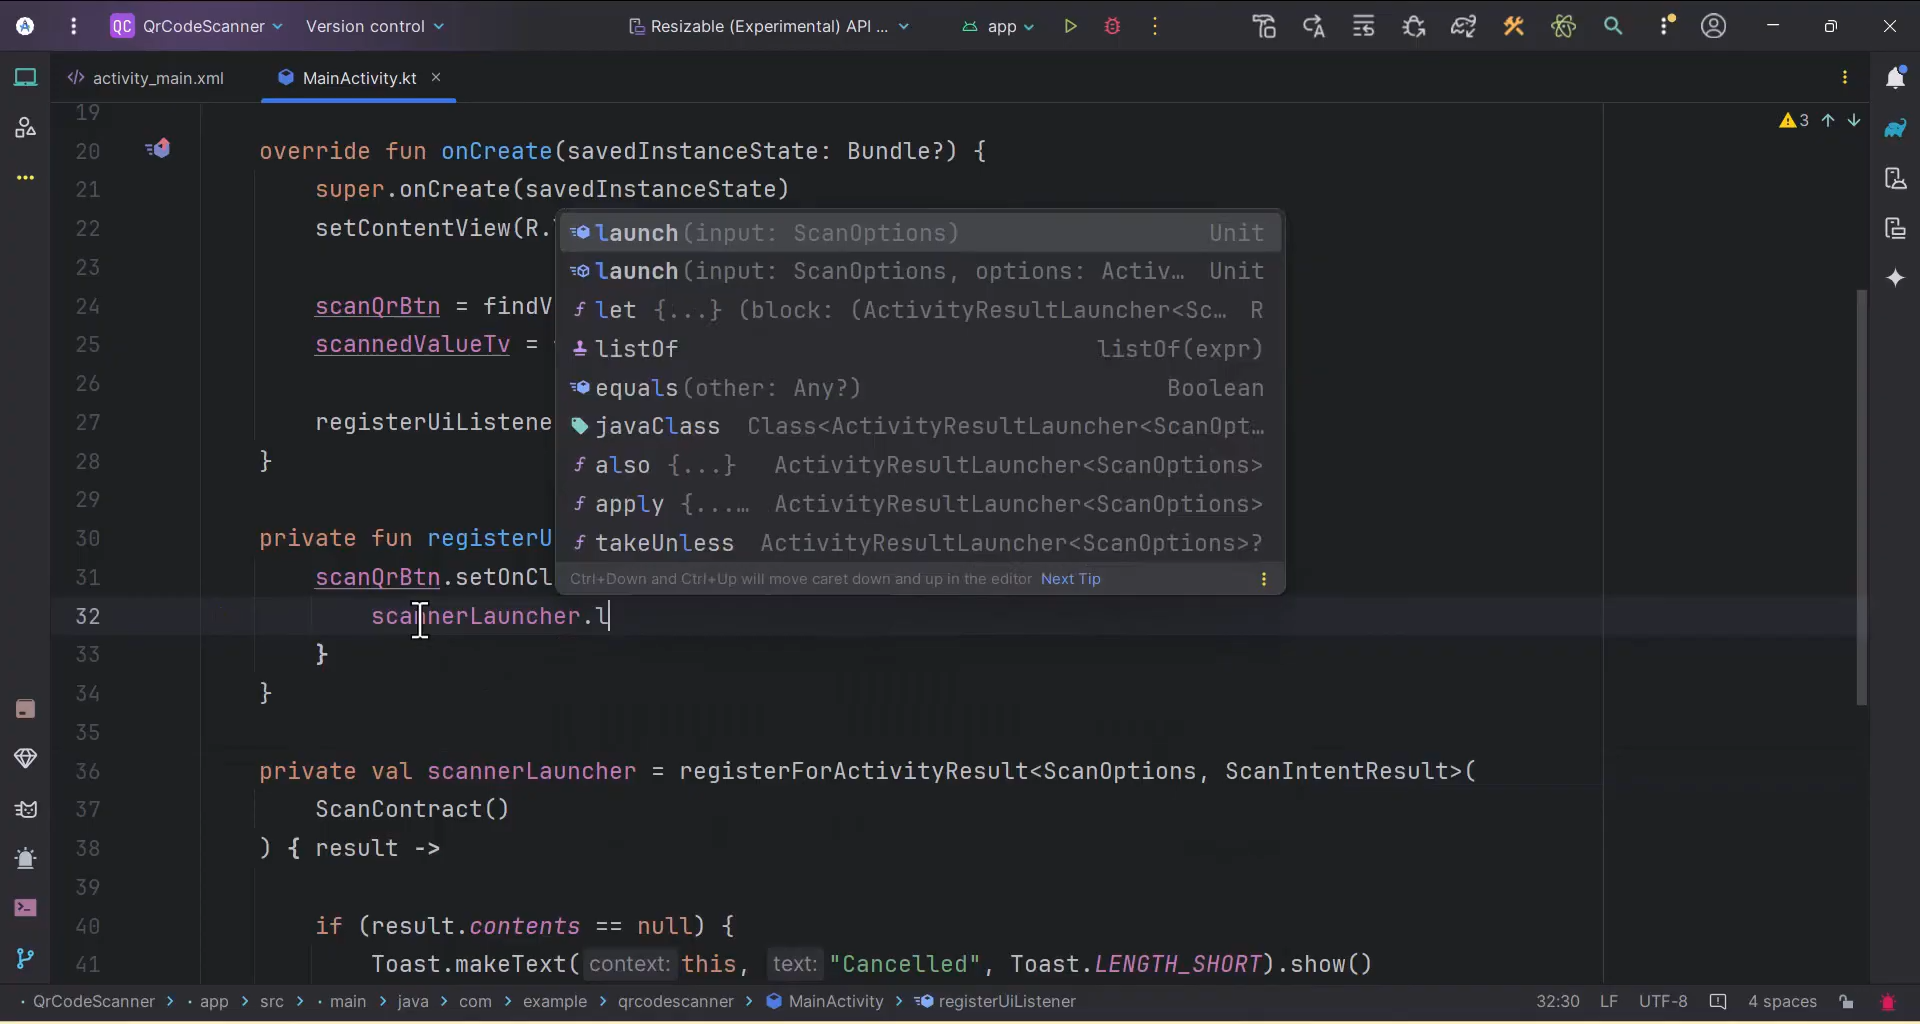 QC QrCodeScanner Version control Resizable (Experimental) API ... app
activity_main.xml MainActivity.kt
19
3
20 override fun onCreate(savedInstanceState: Bundle?) {
21 super.onCreate(savedInstanceState)
22 setContentView(R.
launch(input: ScanOptions) Unit
23
launch(input: ScanOptions, options: Activ... Unit
24 scanQrBtn = findV
let {...} (block: (ActivityResultLauncher<Sc... R
25 scannedValueTv =
listOf listOf(expr)
26
equals(other: Any?) Boolean
27 registerUiListene
javaClass Class<ActivityResultLauncher<ScanOpt...
28 }
also {...} ActivityResultLauncher<ScanOptions>
29
apply {...... ActivityResultLauncher<ScanOptions>
30 private fun registerU
takeUnless ActivityResultLauncher<ScanOptions>?
31 scanQrBtn.setOnCl
Ctrl+Down and Ctrl+Up will move caret down and up in the editor Next Tip
32 scannerLauncher.l
33 }
34 }
35
36 private val scannerLauncher = registerForActivityResult<ScanOptions, ScanIntentResult>(
37 ScanContract()
38 ) { result ->
39
40 if (result.contents == null) {
41 Toast.makeText( context: this, text: "Cancelled", Toast.LENGTH_SHORT).show()
QrCodeScanner > app > src > main > java > com > example > qrcodescanner > MainActivity > registerUiListener 32:30 LF UTF-8 4 spaces